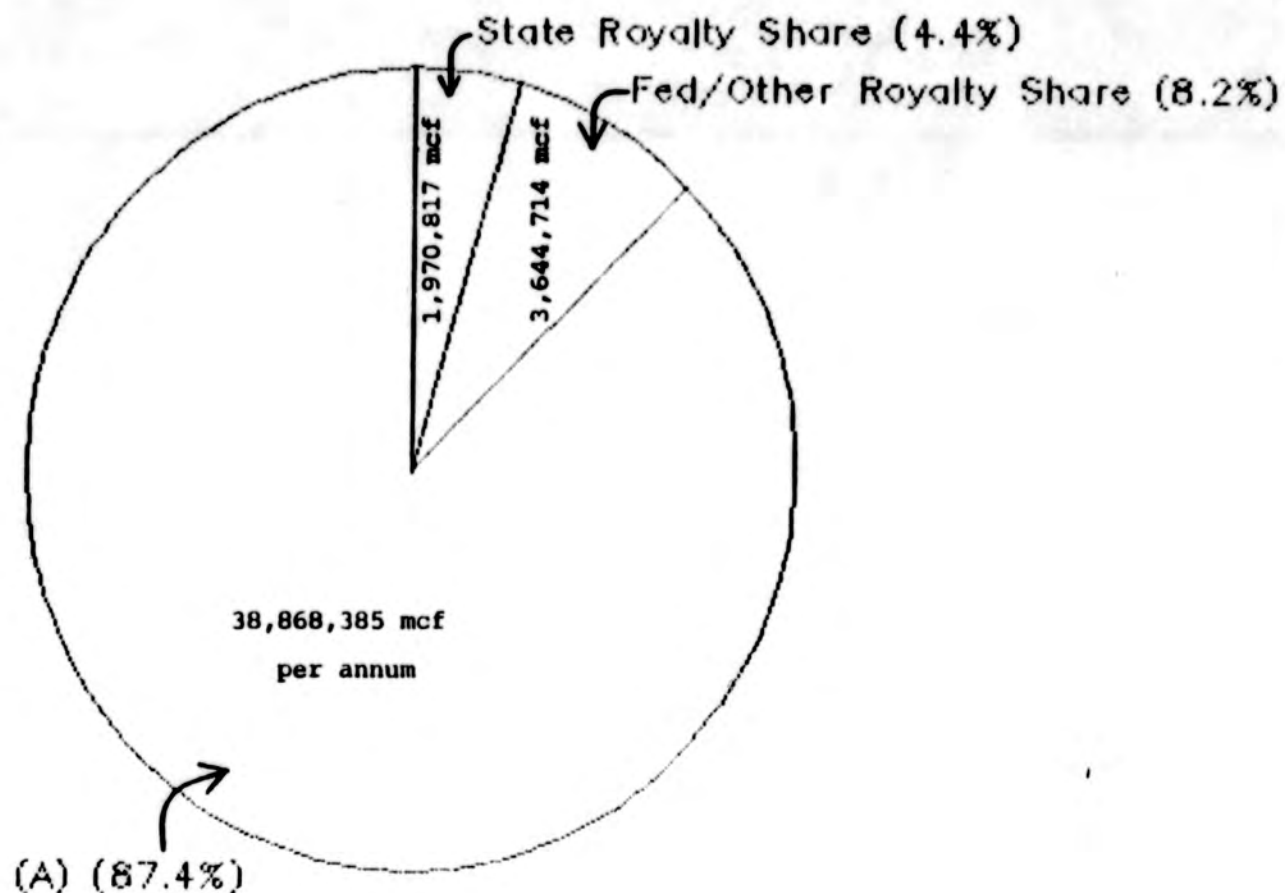 State Royalty Share (4.4%)
Fed/Other Royalty Share (8.2%)
1,970,817 mcf
3,644,714 mcf
38,868,385 mcf
per annum
(A) (87.4%)